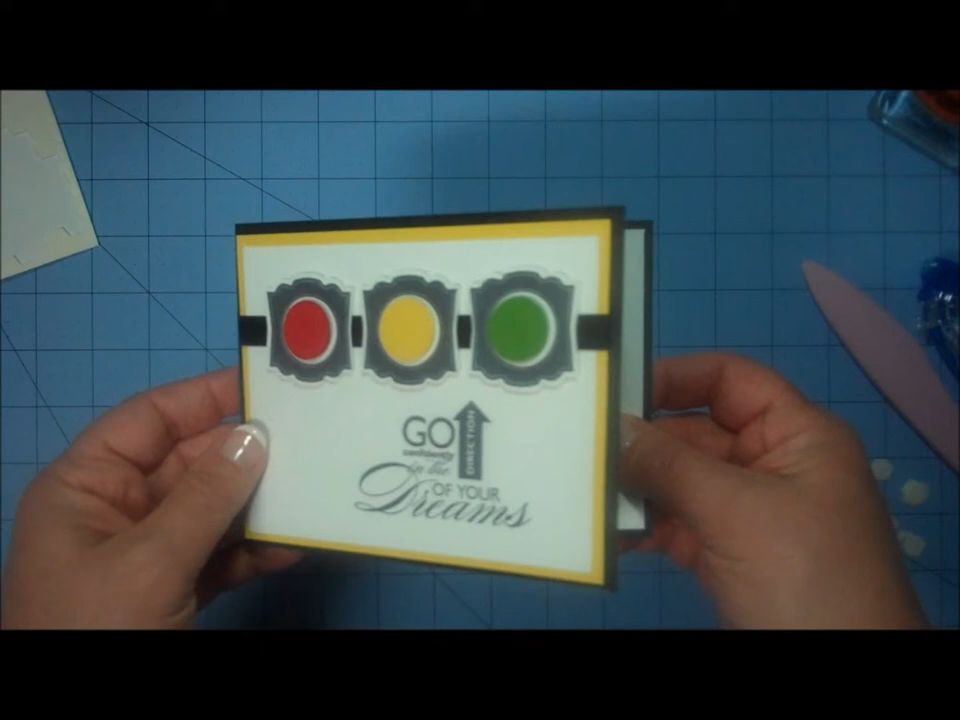 GO
confidently
in the
DIRECTION
OF YOUR
Dreams